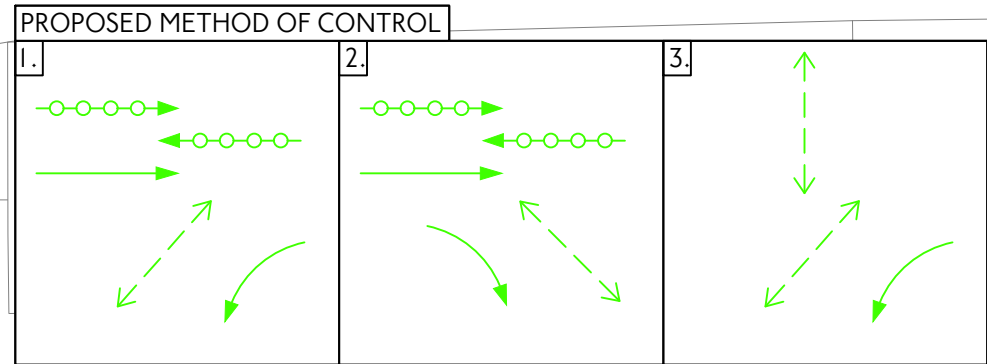 PROPOSED METHOD OF CONTROL
1.
2.
3.